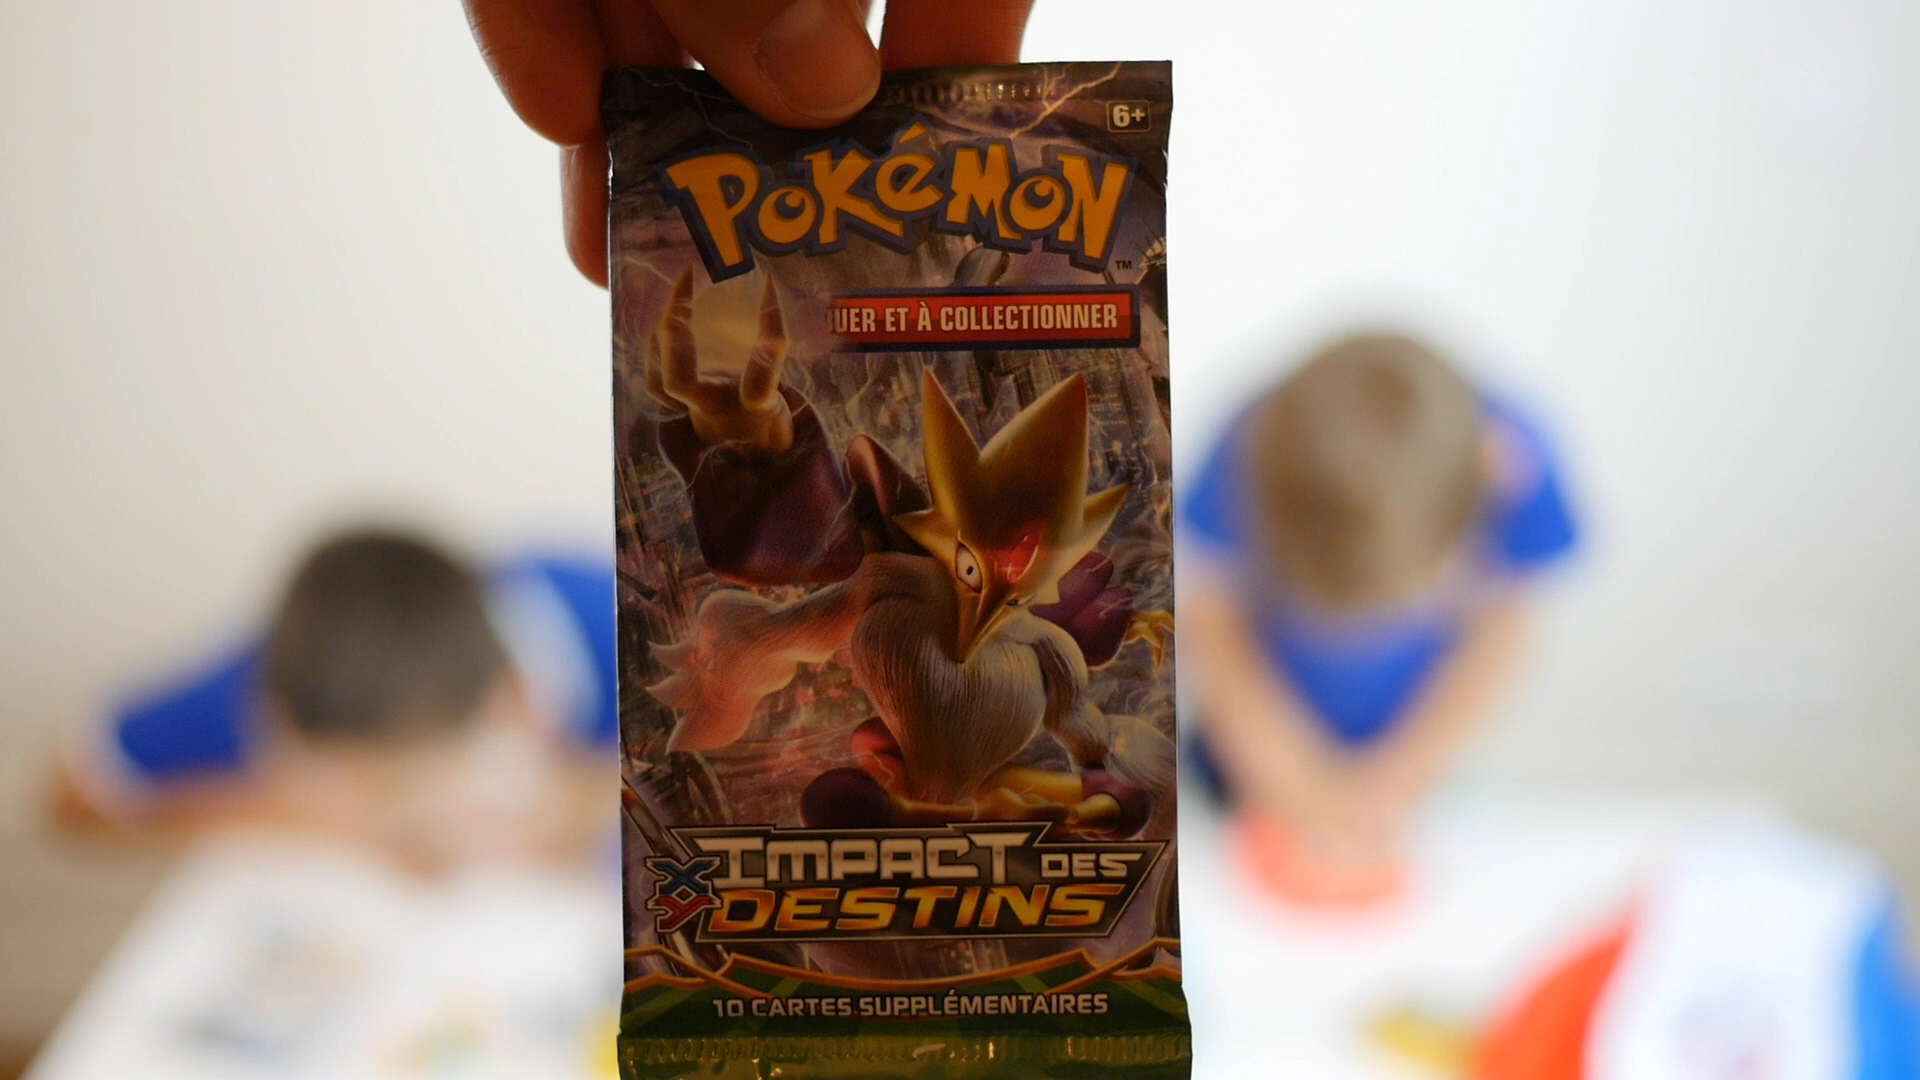 6+
POKéMON
TM
UER ET À COLLECTIONNER
XY
IMPACT DES
DESTINS
10 CARTES SUPPLÉMENTAIRES